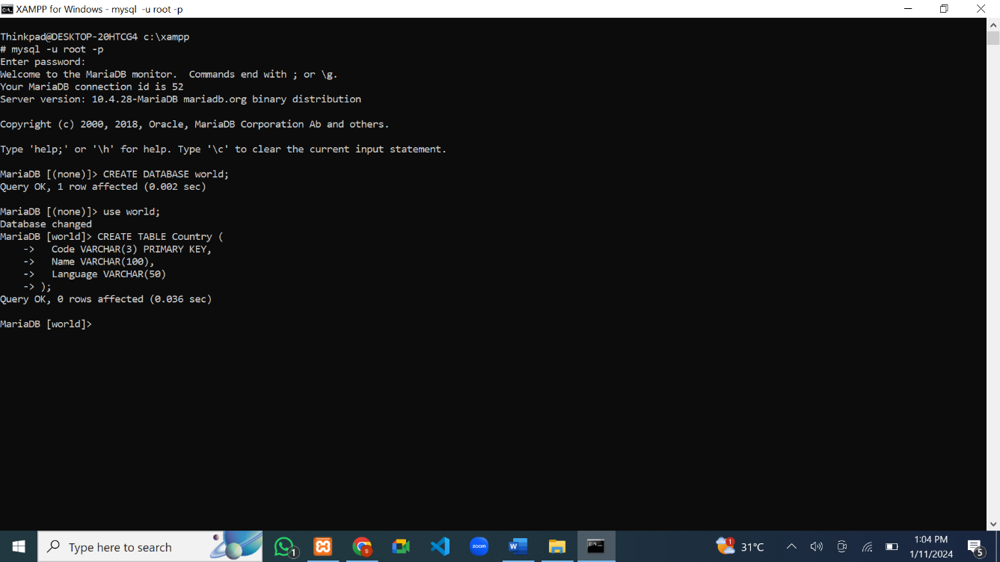 XAMPP for Windows - mysql  -u root -p
Thinkpad@DESKTOP-20HTCG4 c:\xampp
# mysql -u root -p
Enter password:
Welcome to the MariaDB monitor.  Commands end with ; or \g.
Your MariaDB connection id is 52
Server version: 10.4.28-MariaDB mariadb.org binary distribution
Copyright (c) 2000, 2018, Oracle, MariaDB Corporation Ab and others.
Type 'help;' or '\h' for help. Type '\c' to clear the current input statement.
MariaDB [(none)]> CREATE DATABASE world;
Query OK, 1 row affected (0.002 sec)
MariaDB [(none)]> use world;
Database changed
MariaDB [world]> CREATE TABLE Country (
    ->   Code VARCHAR(3) PRIMARY KEY,
    ->   Name VARCHAR(100),
    ->   Language VARCHAR(50)
    -> );
Query OK, 0 rows affected (0.036 sec)
MariaDB [world]>
Type here to search
1
S
zoom
W
1
31°C
1:04 PM
1/11/2024
5